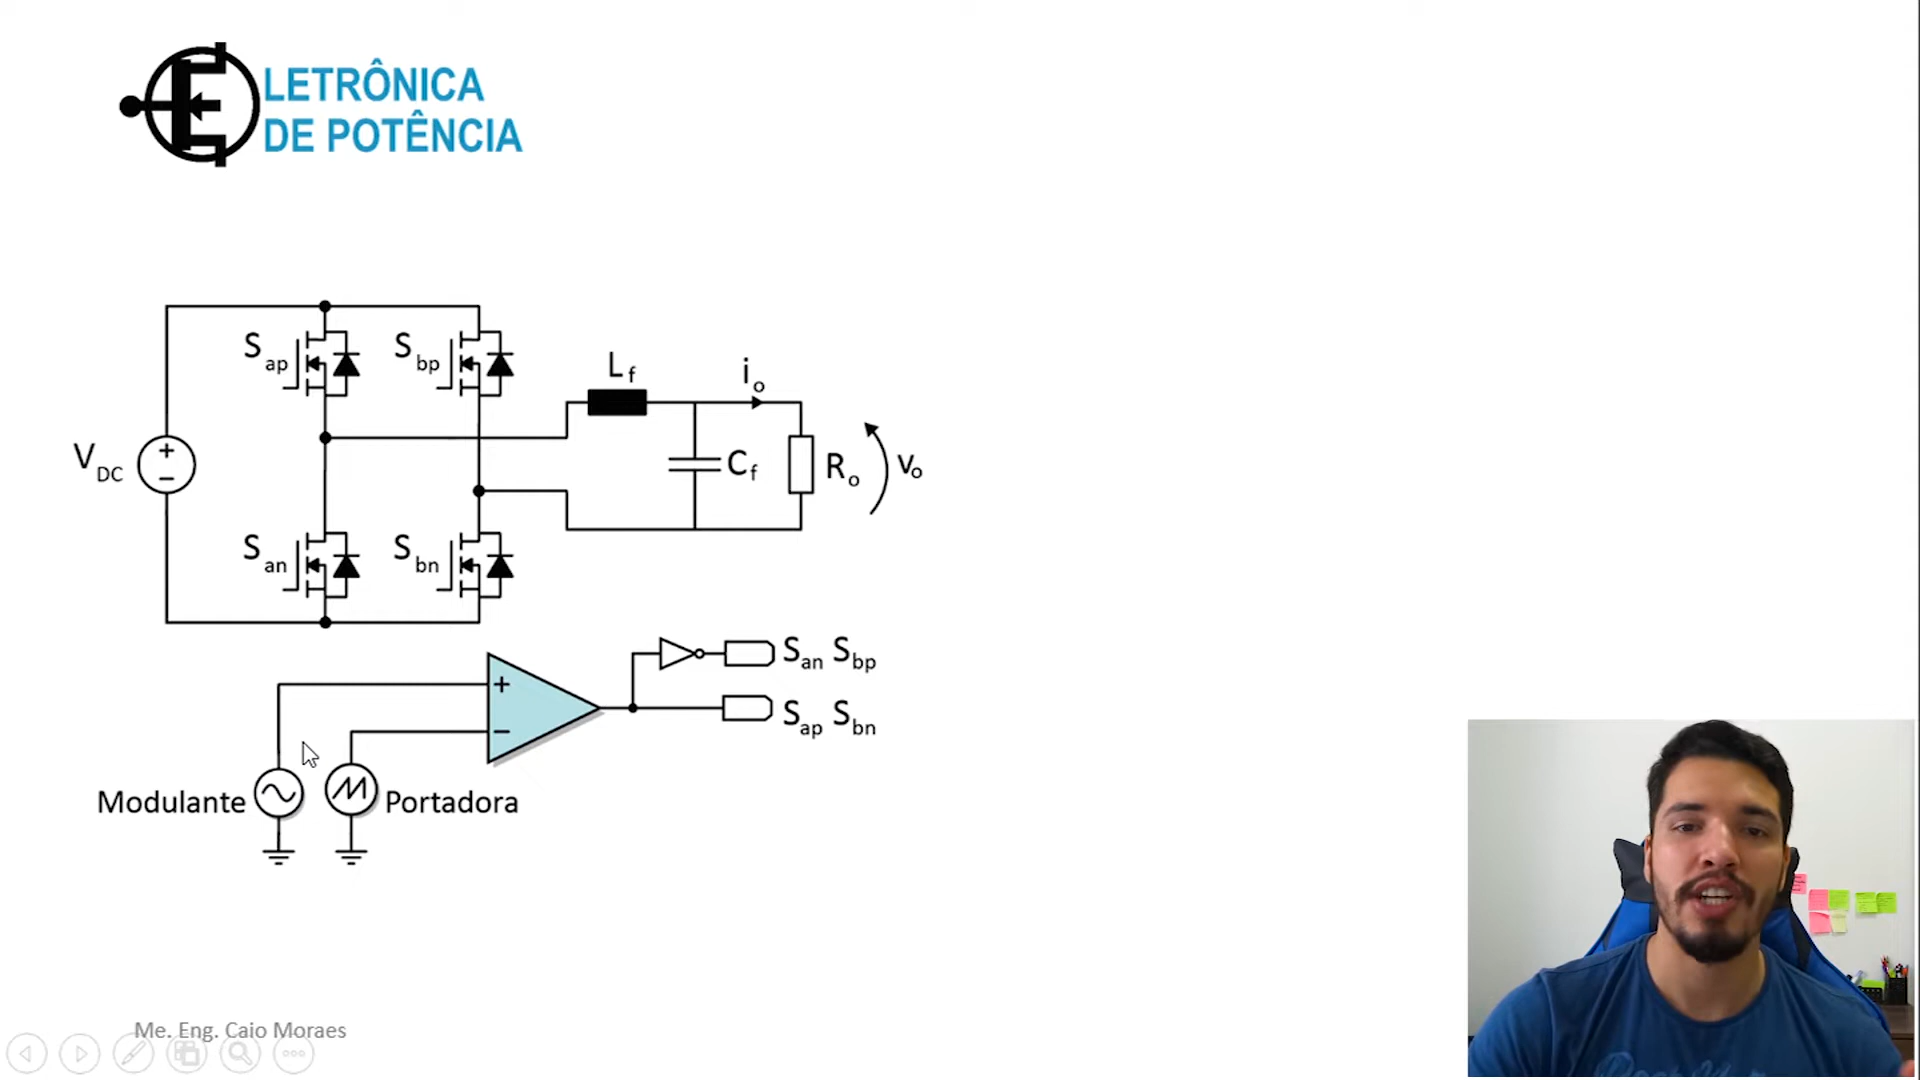 LETRÔNICA
DE POTÊNCIA
S ap
S bp
L f
i o
V DC
C f
R o
v o
S an
S bn
S an S bp
S ap S bn
Modulante
Portadora
Me. Eng. Caio Moraes